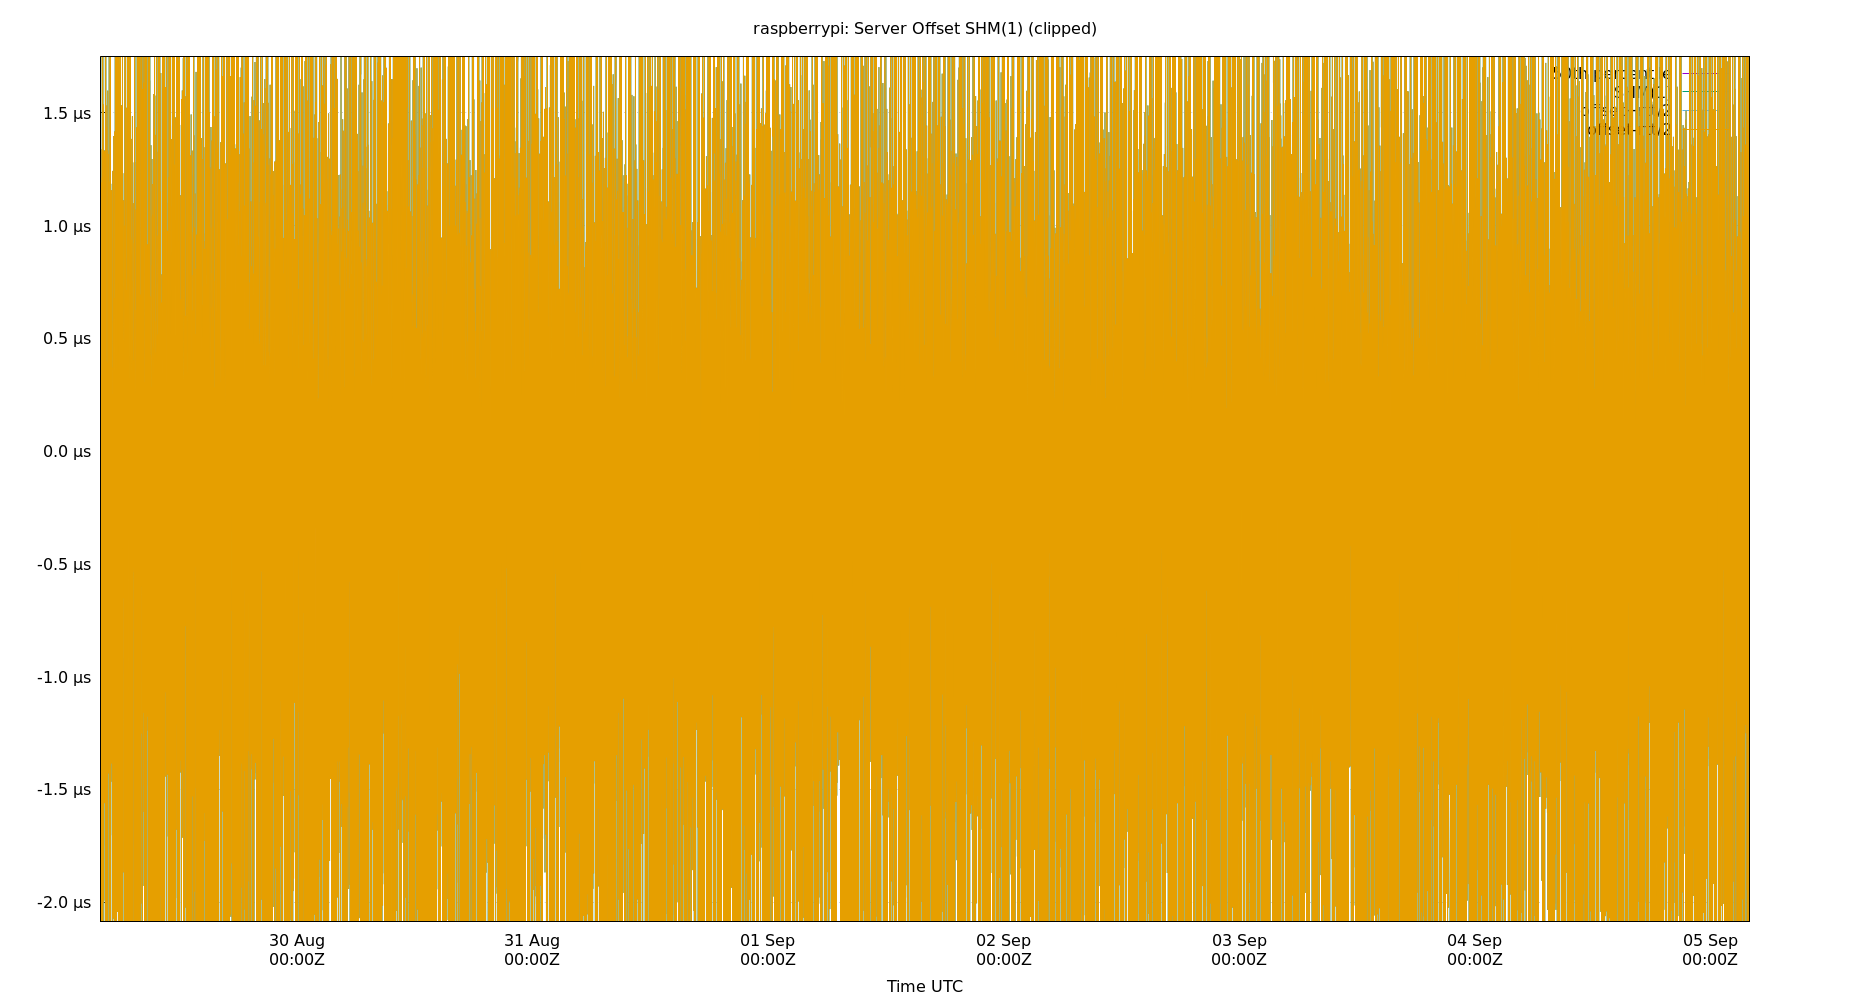 raspberrypi: Server Offset SHM(1) (clipped)
1.5 µs
1.0 µs
0.5 µs
0.0 µs
-0.5 µs
-1.0 µs
-1.5 µs
-2.0 µs
30 Aug 31 Aug 01 Sep 02 Sep 03 Sep 04 Sep 05 Sep
00:00Z 00:00Z 00:00Z 00:00Z 00:00Z 00:00Z 00:00Z
Time UTC